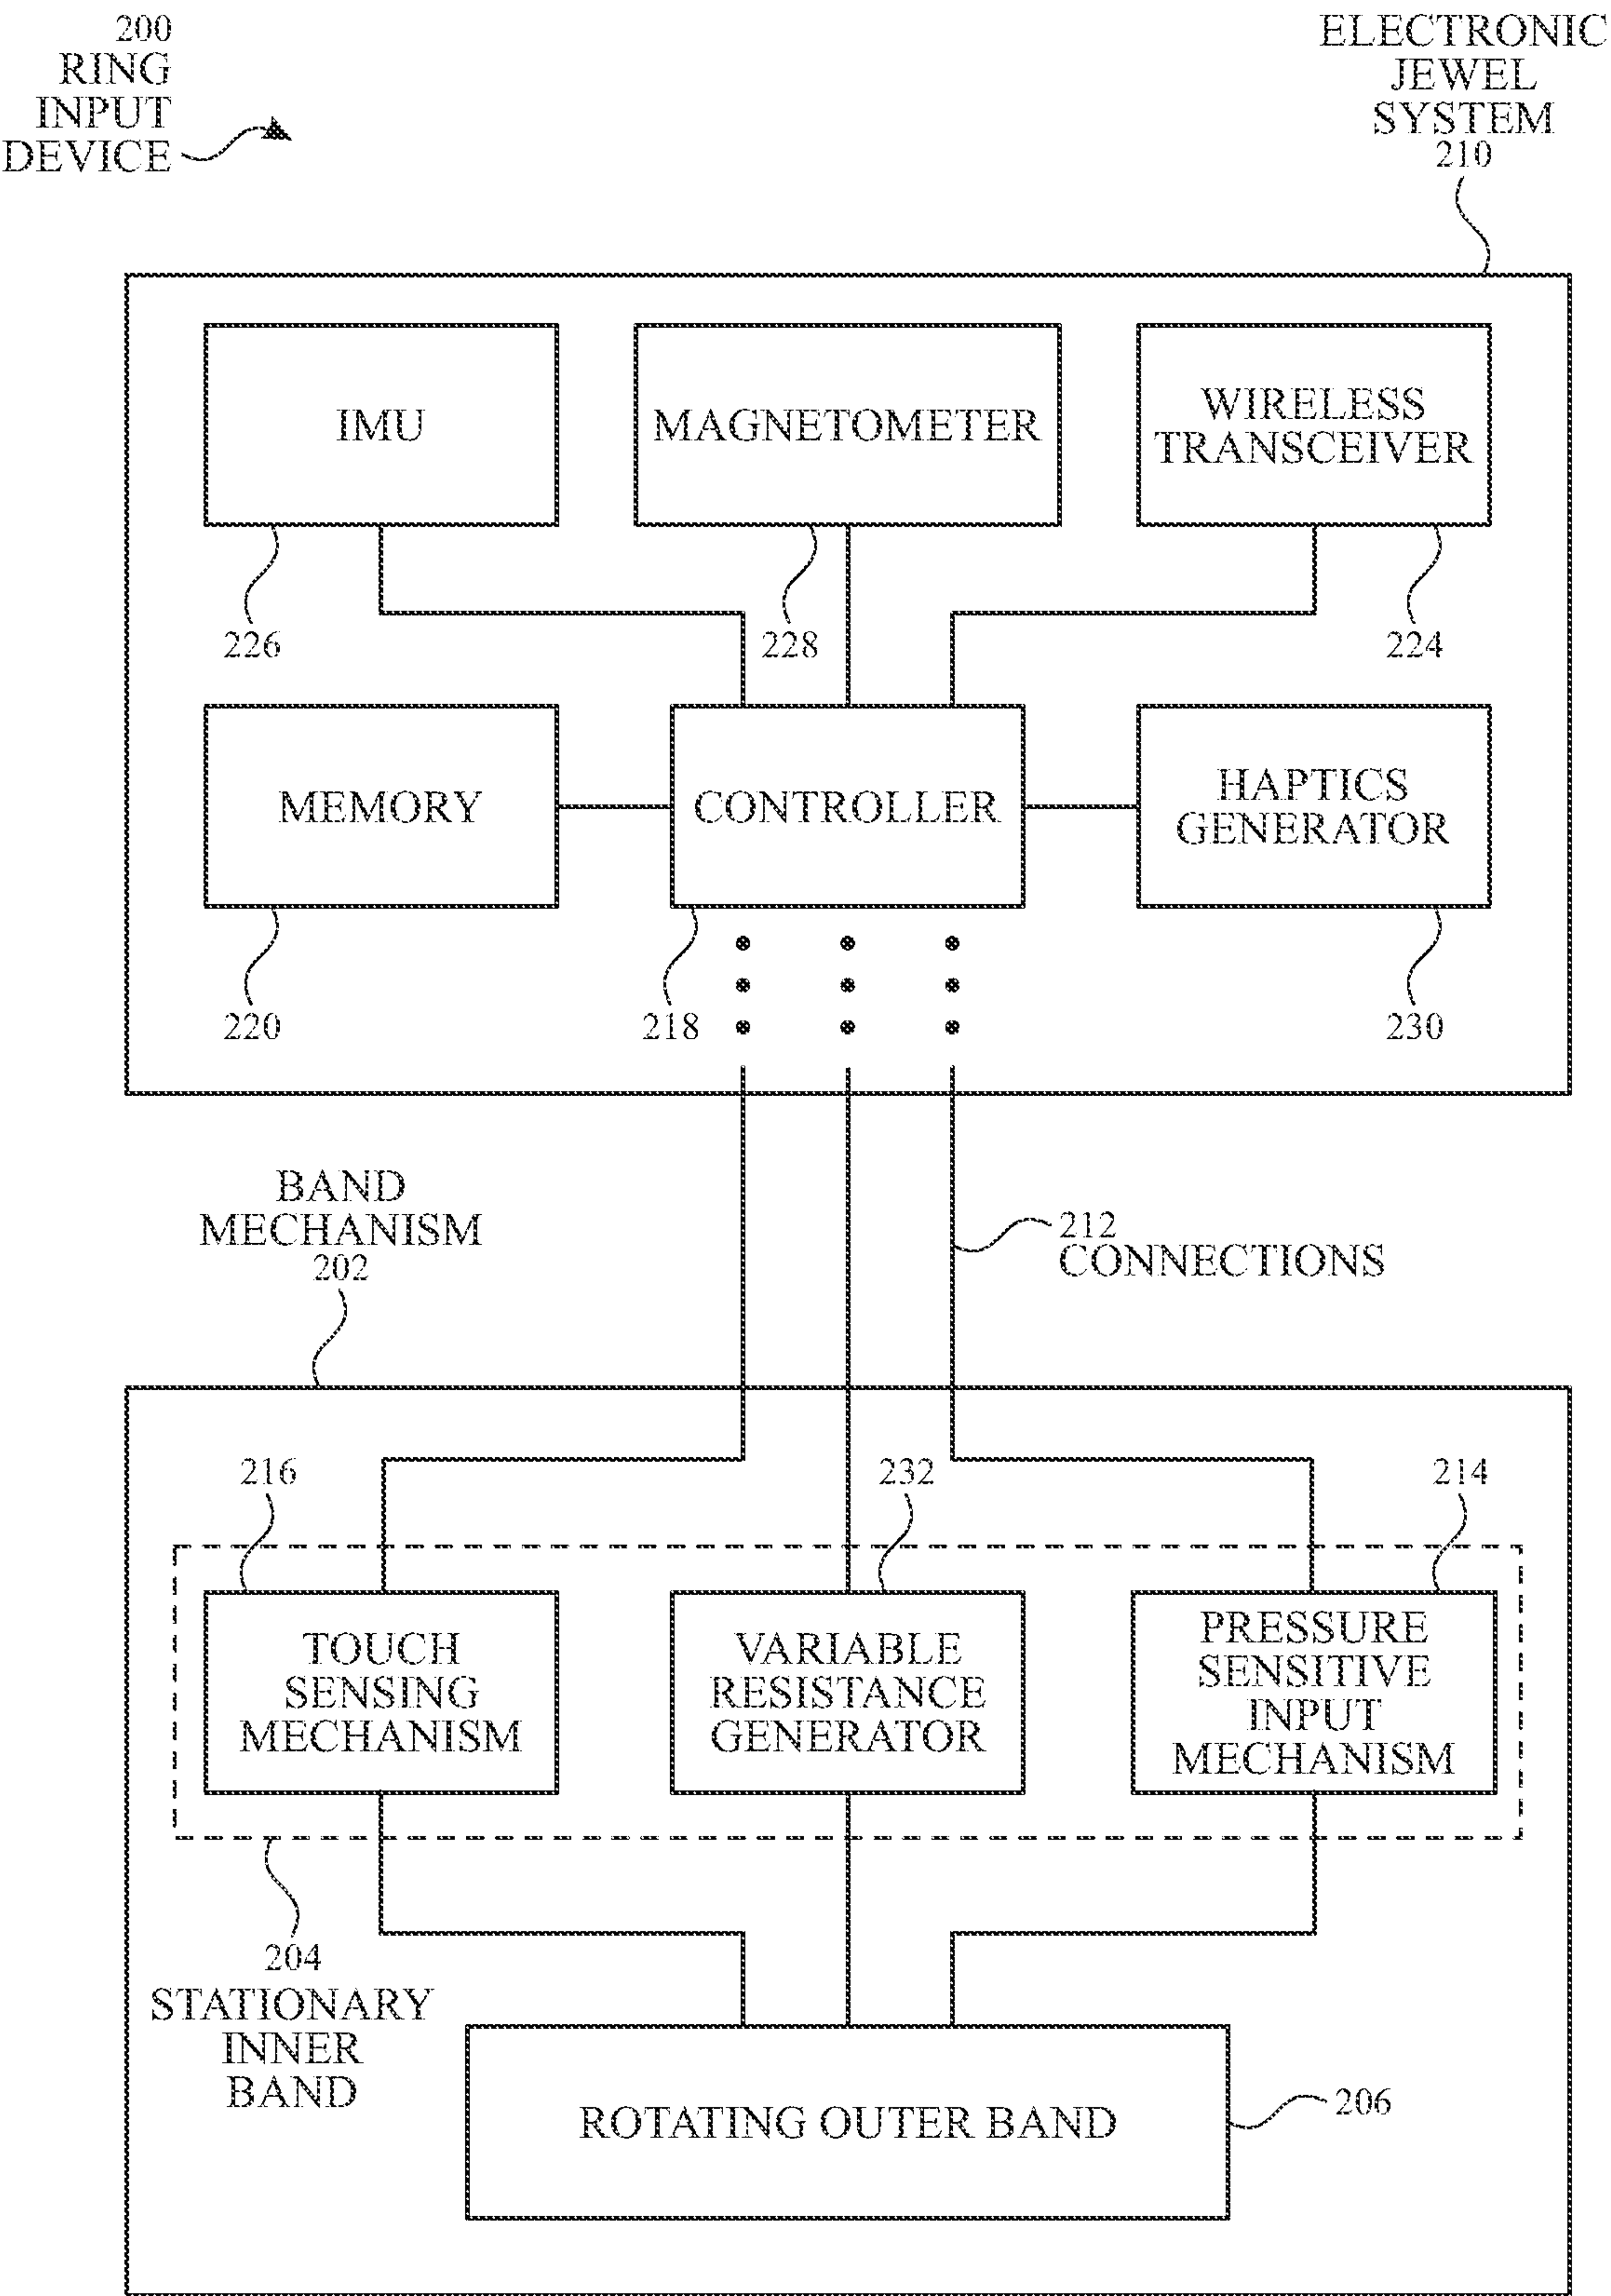 200
RING
INPUT
DEVICE
ELECTRONIC
JEWEL
SYSTEM
210
IMU
MAGNETOMETER
WIRELESS
TRANSCEIVER
226
228
224
MEMORY
CONTROLLER
HAPTICS
GENERATOR
220
218
230
BAND
MECHANISM
202
212
CONNECTIONS
216
232
214
TOUCH
SENSING
MECHANISM
VARIABLE
RESISTANCE
GENERATOR
PRESSURE
SENSITIVE
INPUT
MECHANISM
204
STATIONARY
INNER
BAND
ROTATING OUTER BAND
206